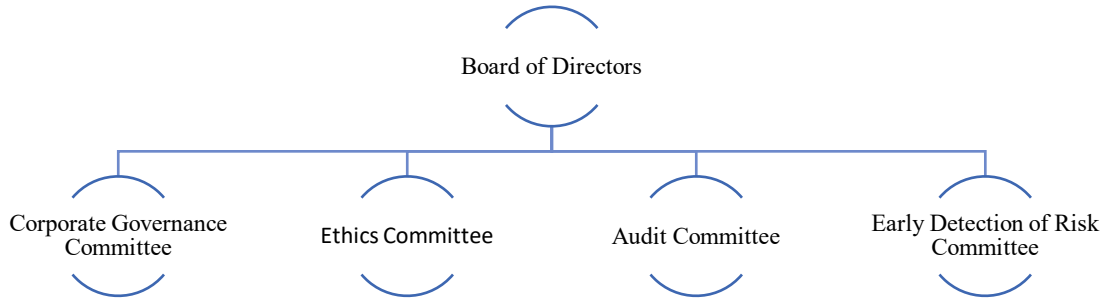 Board of Directors
Corporate Governance
Committee
Ethics Committee
Audit Committee
Early Detection of Risk
Committee